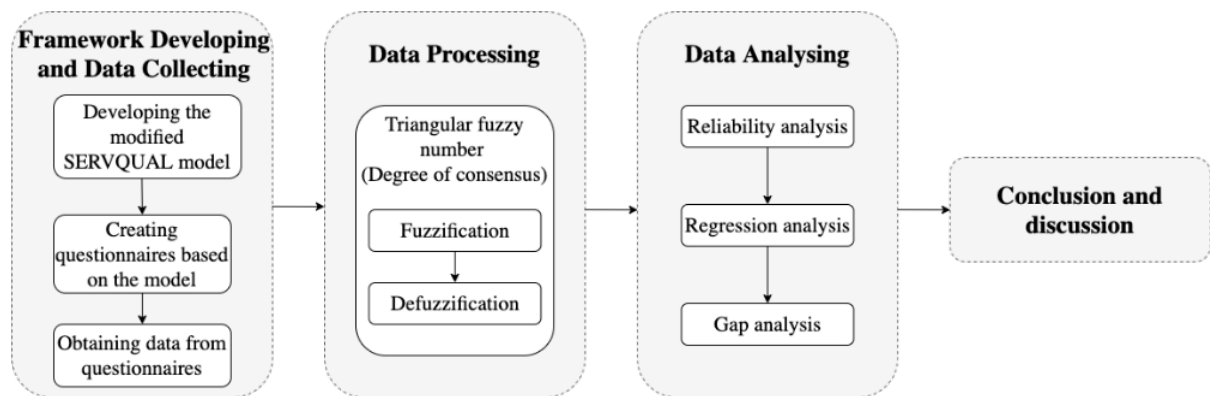 Framework Developing
and Data Collecting
Developing the
modified
SERVQUAL model
Creating
questionnaires based
on the model
Obtaining data from
questionnaires
Data Processing
Triangular fuzzy
number
(Degree of consensus)
Fuzzification
Defuzzification
Data Analysing
Reliability analysis
Regression analysis
Gap analysis
Conclusion and
discussion